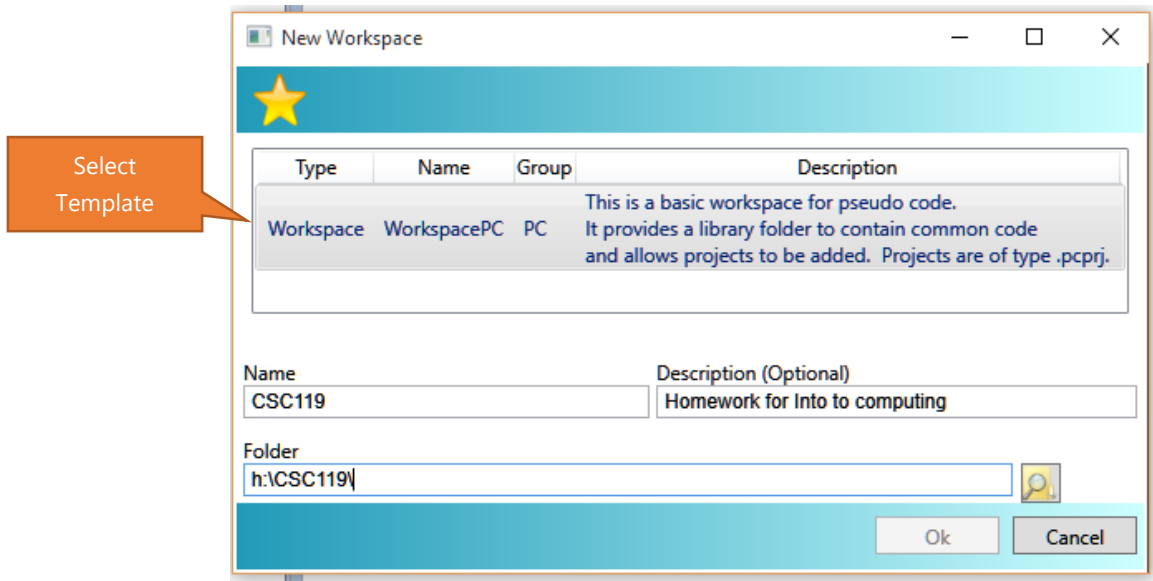 New Workspace
Select
Template
Type Name Group Description
This is a basic workspace for pseudo code.
Workspace WorkspacePC PC It provides a library folder to contain common code
and allows projects to be added. Projects are of type .pcprj.
Name Description (Optional)
CSC119 Homework for Into to computing
Folder
h:\CSC119\
Ok Cancel